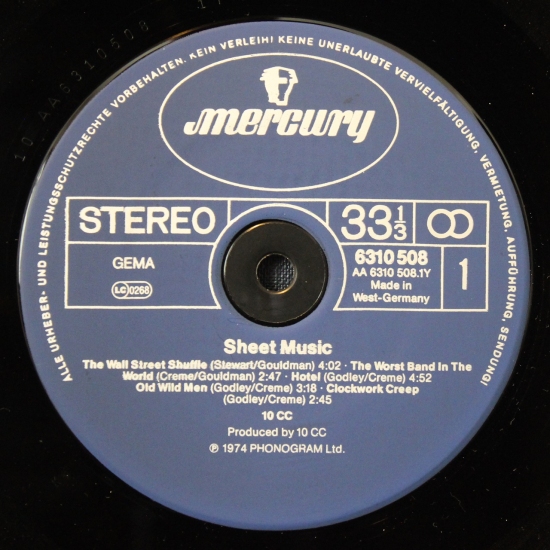 ALLE URHEBER- UND LEISTUNGSSCHUTZRECHTE VORBEHALTEN. KEIN VERLEIH! KEINE UNERLAUBTE VERVIELFÄLTIGUNG, VERMIETUNG, AUFFÜHRUNG, SENDUNG!
mercury
STEREO
33 1/3
GEMA
LC 0268
6310 508
AA 6310 508.1Y
Made in
West-Germany
1
Sheet Music
The Wall Street Shuffle (Stewart/Gouldman) 4:02 · The Worst Band In The
World (Creme/Gouldman) 2:47 · Hotel (Godley/Creme) 4:52
Old Wild Men (Godley/Creme) 3:18 · Clockwork Creep
(Godley/Creme) 2:45
10 CC
Produced by 10 CC
℗ 1974 PHONOGRAM Ltd.